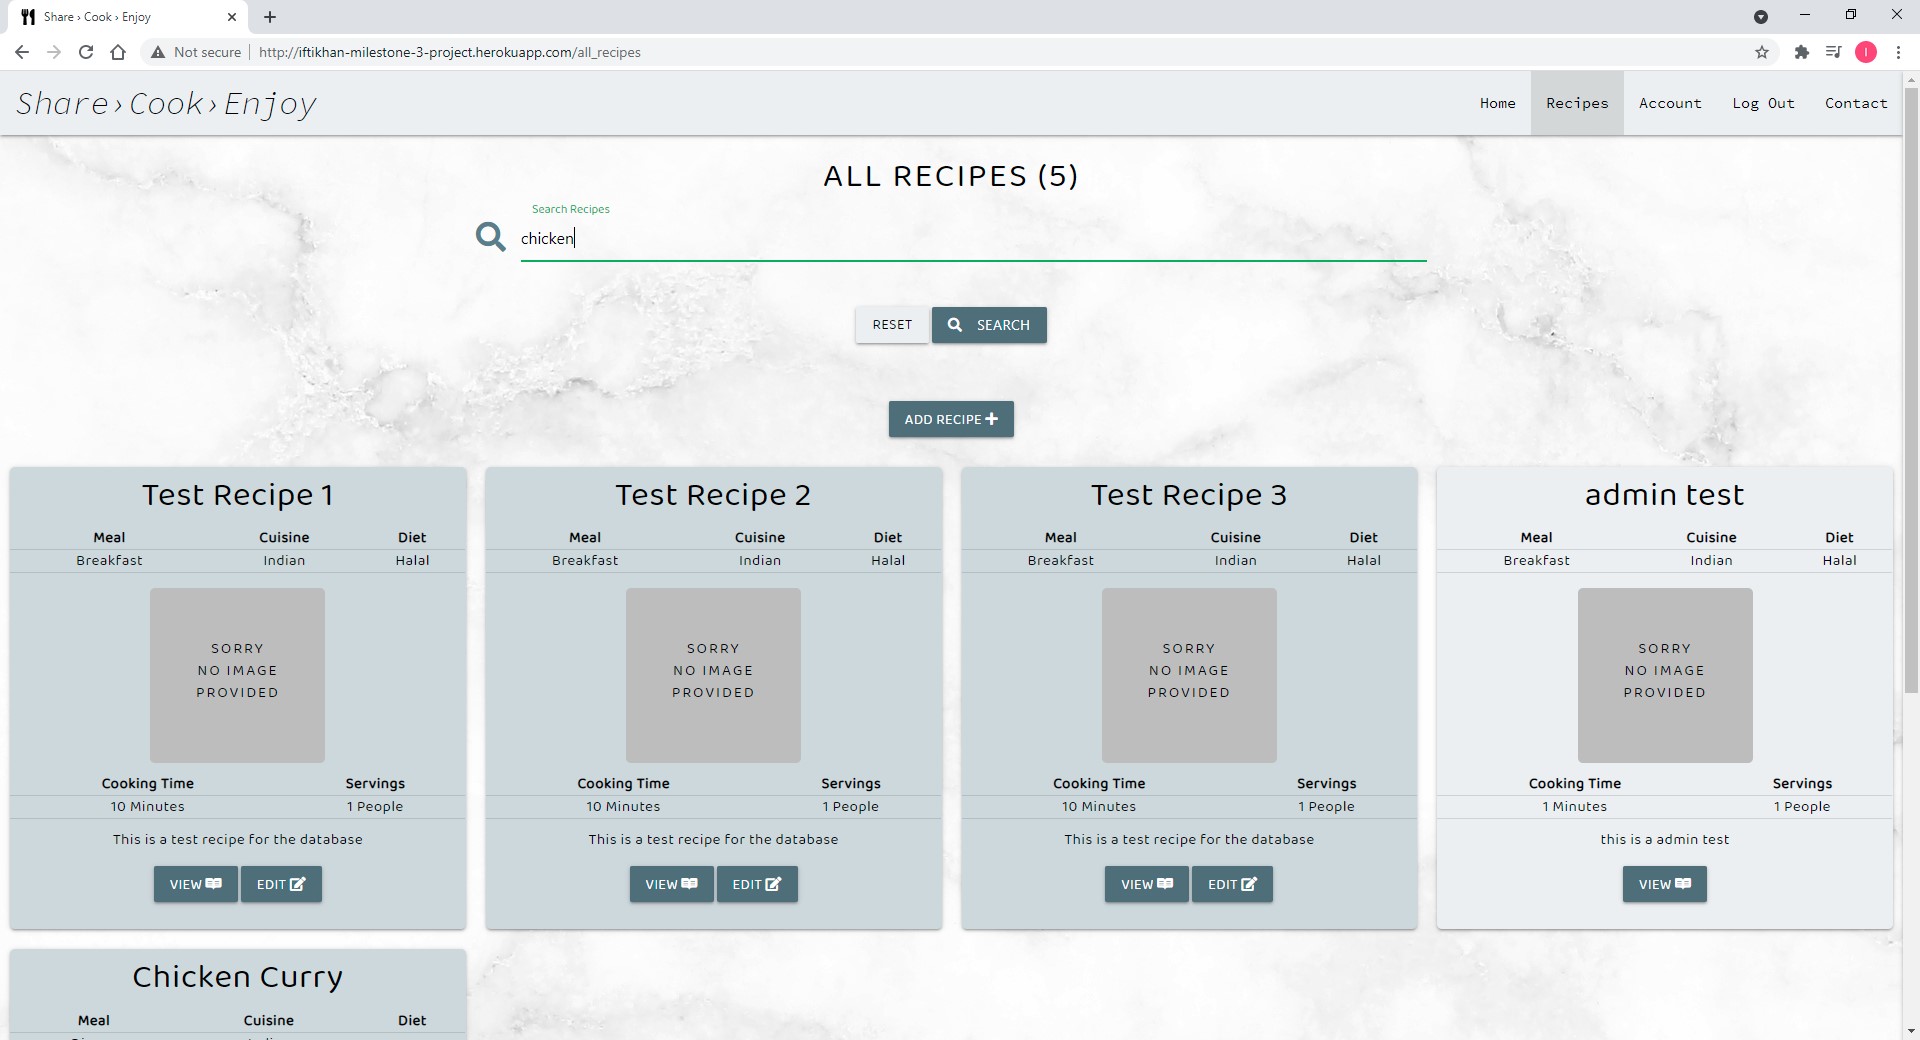 Share › Cook › Enjoy
Not secure
http://iftikhan-milestone-3-project.herokuapp.com/all_recipes
I
Share›Cook›Enjoy
Home
Recipes
Account
Log Out
Contact
ALL RECIPES (5)
Search Recipes
chicken
RESET
SEARCH
ADD RECIPE
Test Recipe 1
Meal Cuisine Diet
Breakfast Indian Halal
SORRY
NO IMAGE
PROVIDED
Cooking Time Servings
10 Minutes 1 People
This is a test recipe for the database
VIEW EDIT
Test Recipe 2
Meal Cuisine Diet
Breakfast Indian Halal
SORRY
NO IMAGE
PROVIDED
Cooking Time Servings
10 Minutes 1 People
This is a test recipe for the database
VIEW EDIT
Test Recipe 3
Meal Cuisine Diet
Breakfast Indian Halal
SORRY
NO IMAGE
PROVIDED
Cooking Time Servings
10 Minutes 1 People
This is a test recipe for the database
VIEW EDIT
admin test
Meal Cuisine Diet
Breakfast Indian Halal
SORRY
NO IMAGE
PROVIDED
Cooking Time Servings
1 Minutes 1 People
this is a admin test
VIEW
Chicken Curry
Meal Cuisine Diet